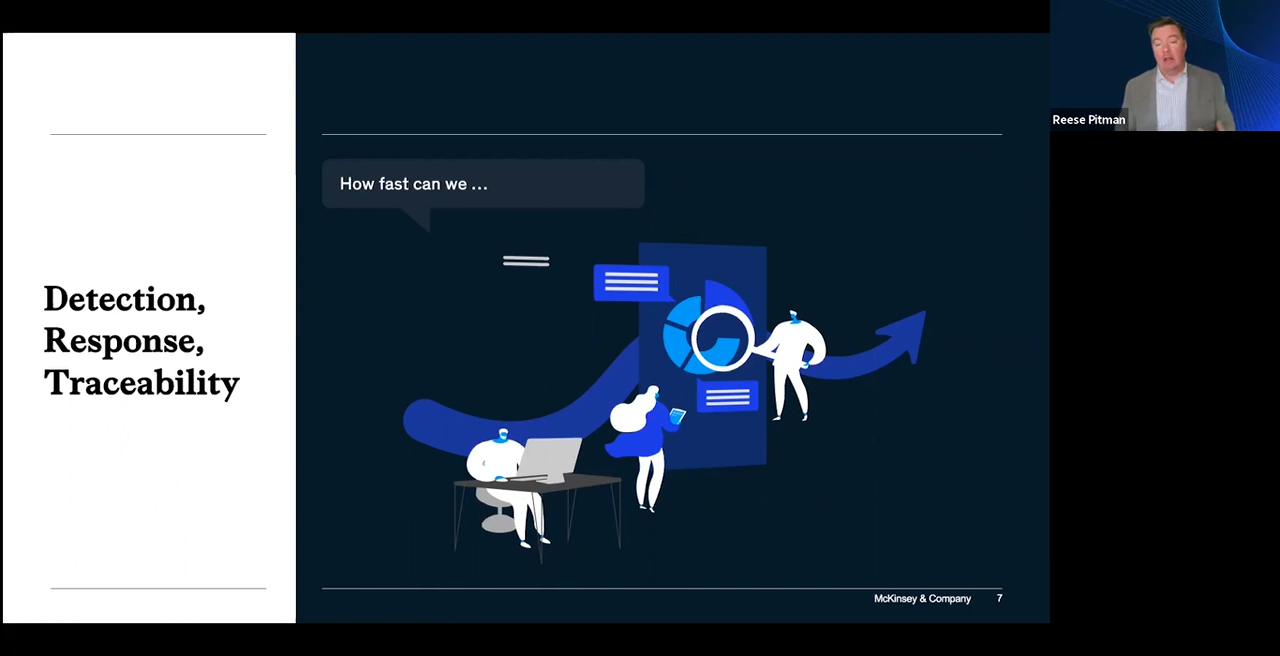 Reese Pitman
How fast can we ...
Detection,
Response,
Traceability
McKinsey & Company 7